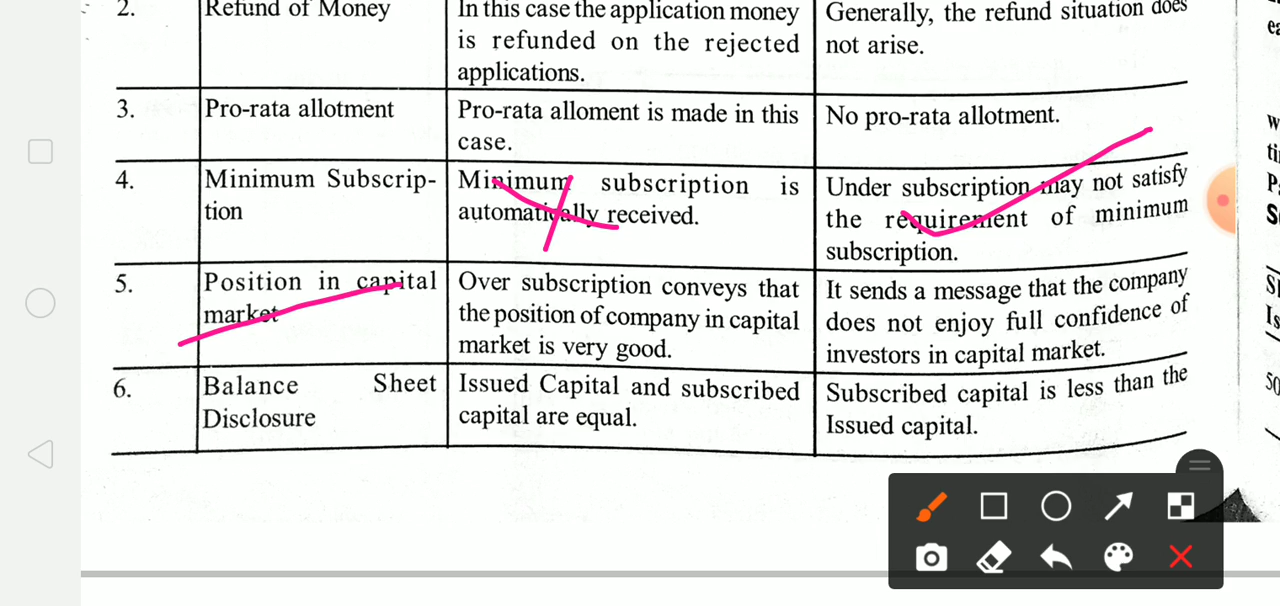 2. Refund of Money In this case the application money Generally, the refund situation does
is refunded on the rejected not arise.
applications.
3. Pro-rata allotment Pro-rata alloment is made in this No pro-rata allotment.
case.
4. Minimum Subscrip- Minimum subscription is Under subscription may not satisfy
tion automatically received. the requirement of minimum
subscription.
5. Position in capital Over subscription conveys that It sends a message that the company
market the position of company in capital does not enjoy full confidence of
market is very good. investors in capital market.
6. Balance Sheet Issued Capital and subscribed Subscribed capital is less than the
Disclosure capital are equal. Issued capital.